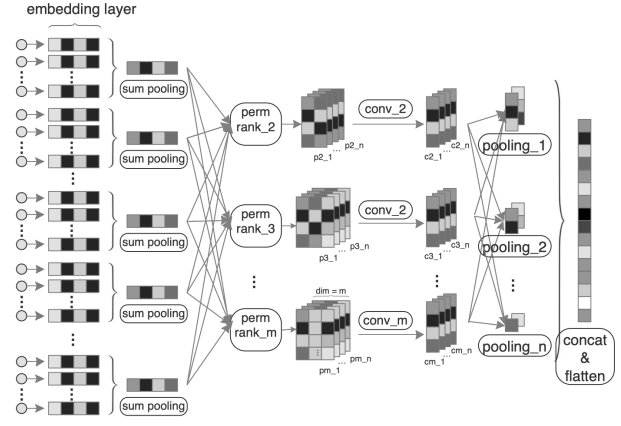 embedding layer
sum pooling
sum pooling
sum pooling
sum pooling
sum pooling
perm
rank_2
p2_1
... p2_n
conv_2
c2_1
... c2_n
pooling_1
perm
rank_3
p3_1
... p3_n
conv_2
c3_1
... c3_n
pooling_2
perm
rank_m
dim = m
pm_1
... pm_n
conv_m
cm_1
... cm_n
pooling_n
concat
&
flatten